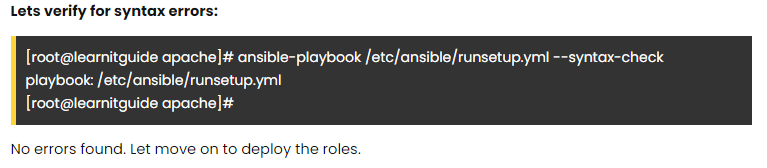 Lets verify for syntax errors:
[root@learnitguide apache]# ansible-playbook /etc/ansible/runsetup.yml --syntax-check
playbook: /etc/ansible/runsetup.yml
[root@learnitguide apache]#
No errors found. Let move on to deploy the roles.